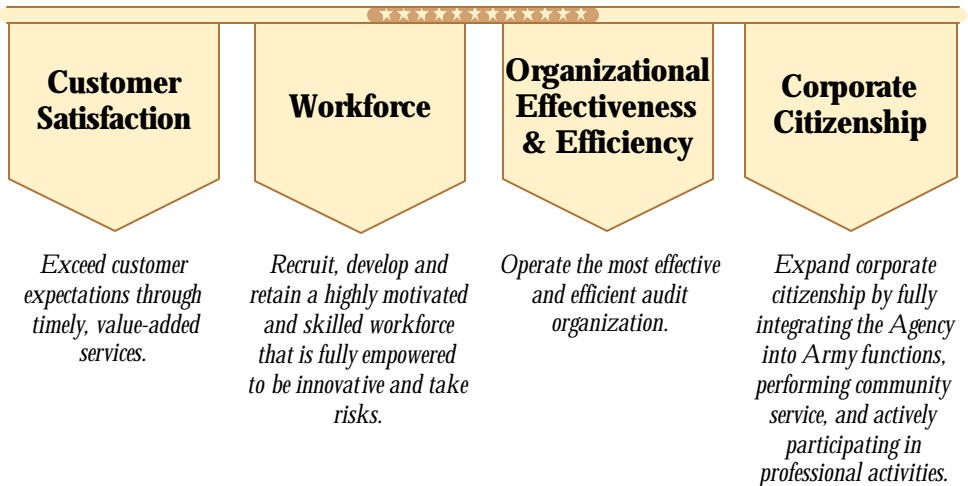 Customer
Satisfaction
Workforce
Organizational
Effectiveness
& Efficiency
Corporate
Citizenship
Exceed customer
expectations through
timely, value-added
services.
Recruit, develop and
retain a highly motivated
and skilled workforce
that is fully empowered
to be innovative and take
risks.
Operate the most effective
and efficient audit
organization.
Expand corporate
citizenship by fully
integrating the Agency
into Army functions,
performing community
service, and actively
participating in
professional activities.